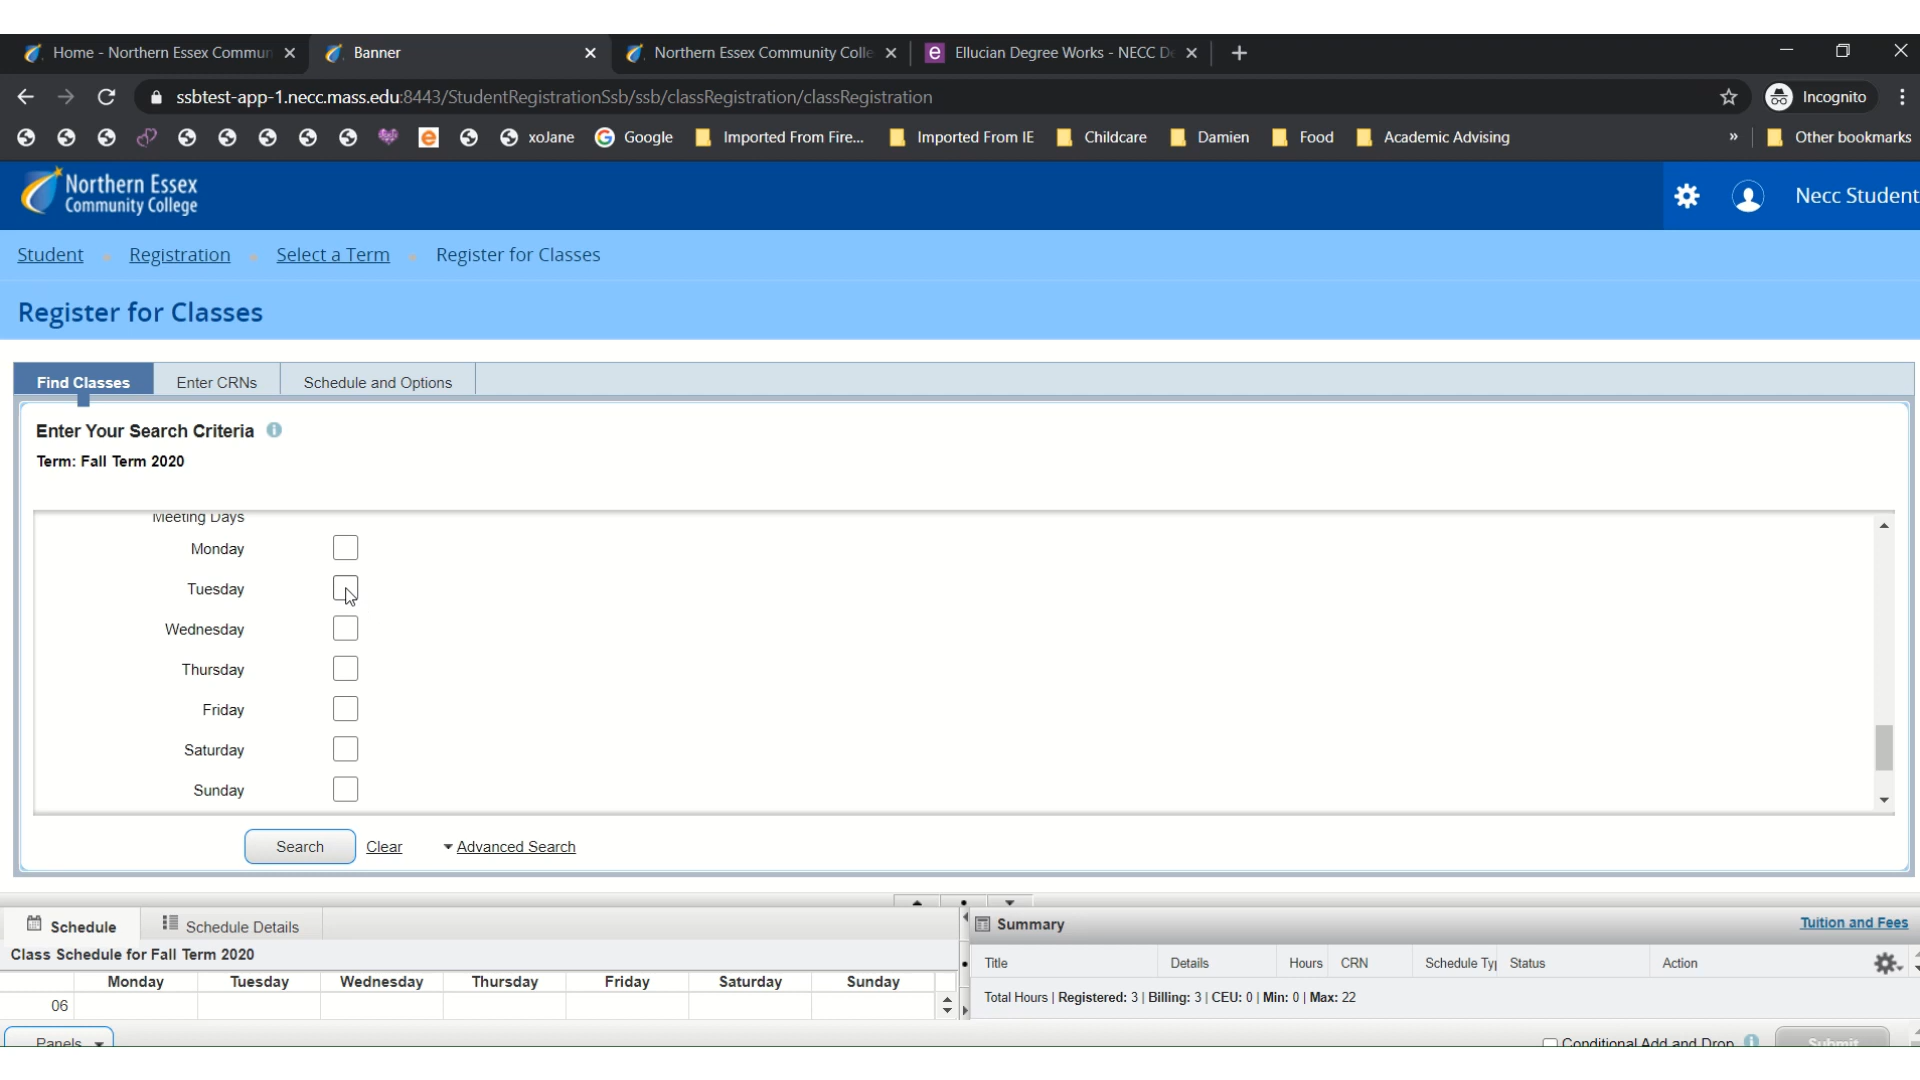 Home - Northern Essex Commun
Banner
Northern Essex Community Colle
Ellucian Degree Works - NECC De
ssbtest-app-1.necc.mass.edu:8443/StudentRegistrationSsb/ssb/classRegistration/classRegistration
Incognito
xoJane
Google
Imported From Fire...
Imported From IE
Childcare
Damien
Food
Academic Advising
»
Other bookmarks
Northern Essex
Community College
Necc Student
Student
Registration
Select a Term
Register for Classes
Register for Classes
Find Classes
Enter CRNs
Schedule and Options
Enter Your Search Criteria
Term: Fall Term 2020
Meeting Days
Monday
Tuesday
Wednesday
Thursday
Friday
Saturday
Sunday
Search
Clear
Advanced Search
Schedule
Schedule Details
Class Schedule for Fall Term 2020
Monday Tuesday Wednesday Thursday Friday Saturday Sunday
06
Panels
Summary
Tuition and Fees
Title Details Hours CRN Schedule Typ Status Action
Total Hours | Registered: 3 | Billing: 3 | CEU: 0 | Min: 0 | Max: 22
Conditional Add and Drop
Submit